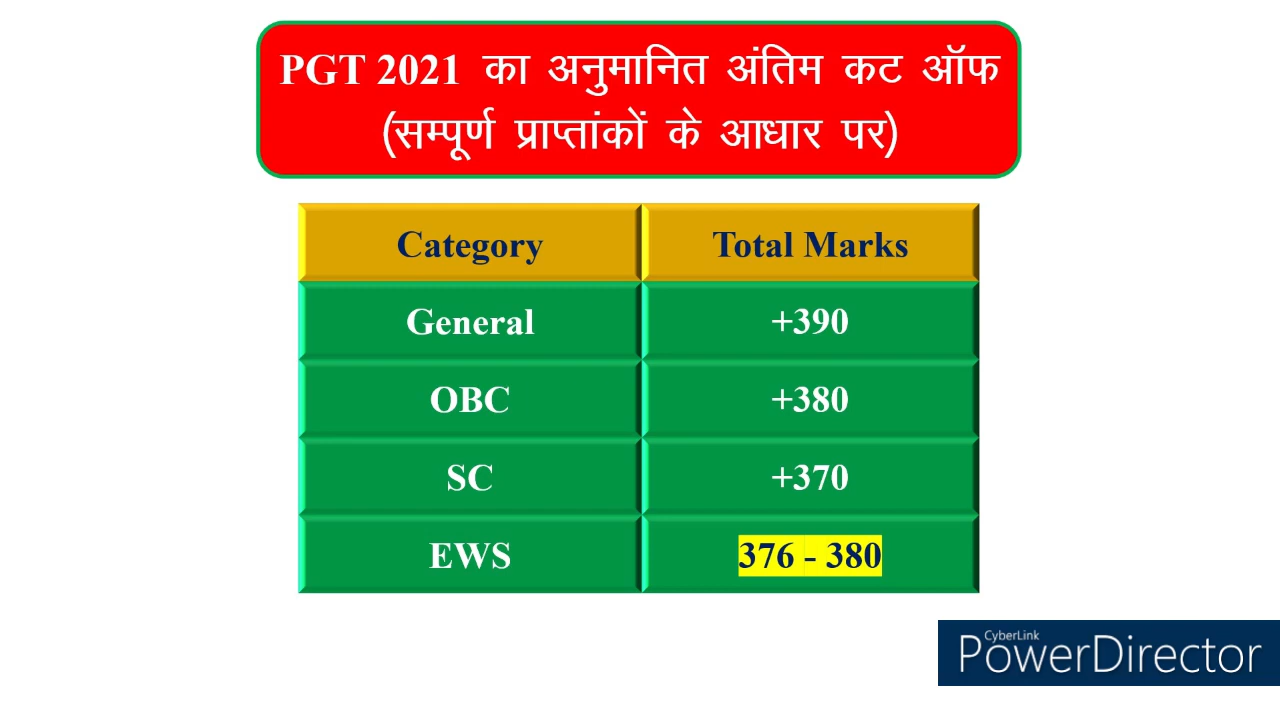 PGT 2021 का अनुमानित अंतिम कट ऑफ
(सम्पूर्ण प्राप्तांकों के आधार पर)
Category Total Marks
General +390
OBC +380
SC +370
EWS 376 - 380
CyberLink
PowerDirector